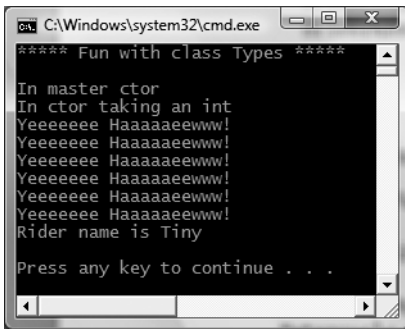 C:\Windows\system32\cmd.exe
***** Fun with class Types *****
In master ctor
In ctor taking an int
Yeeeeeee Haaaaaeewww!
Yeeeeeee Haaaaaeewww!
Yeeeeeee Haaaaaeewww!
Yeeeeeee Haaaaaeewww!
Yeeeeeee Haaaaaeewww!
Yeeeeeee Haaaaaeewww!
Rider name is Tiny
Press any key to continue . . .